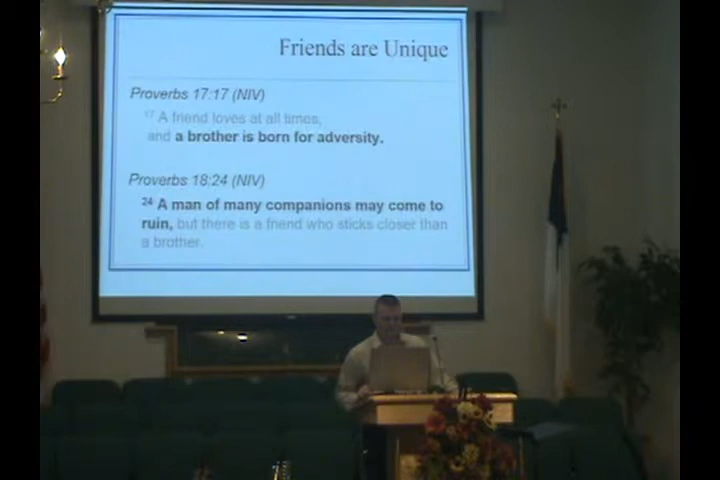 Friends are Unique
Proverbs 17:17 (NIV)
17 A friend loves at all times,
and a brother is born for adversity.
Proverbs 18:24 (NIV)
24 A man of many companions may come to
ruin, but there is a friend who sticks closer than
a brother.